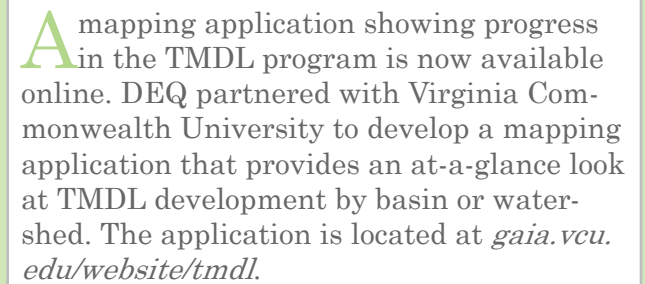 A mapping application showing progress
in the TMDL program is now available
online. DEQ partnered with Virginia Com-
monwealth University to develop a mapping
application that provides an at-a-glance look
at TMDL development by basin or water-
shed. The application is located at gaia.vcu.
edu/website/tmdl.